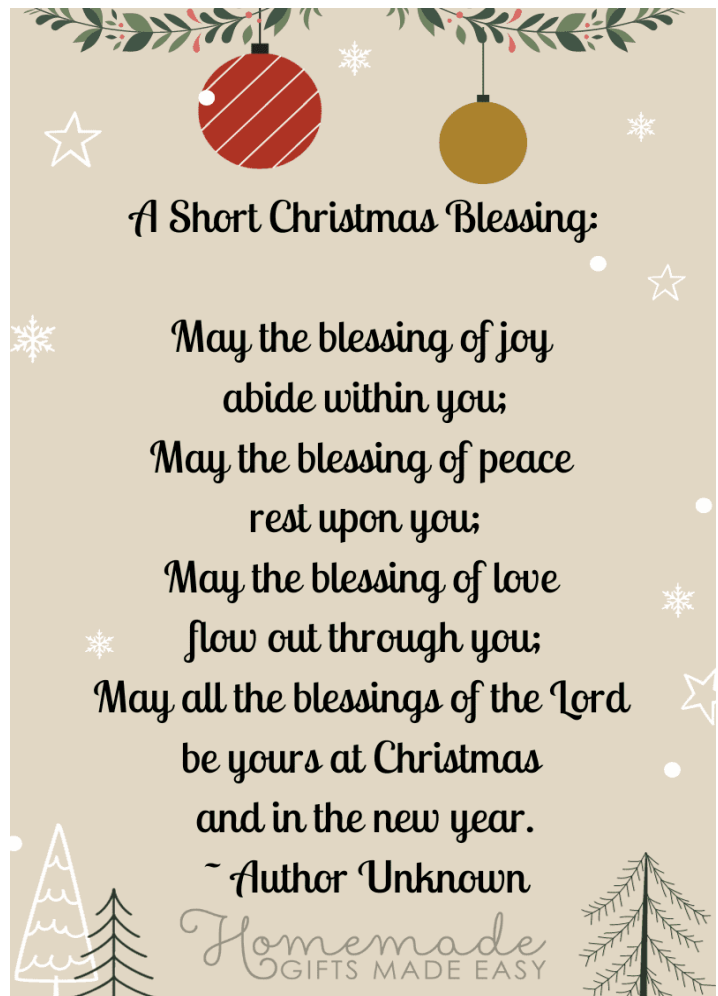 A Short Christmas Blessing:
May the blessing of joy
abide within you;
May the blessing of peace
rest upon you;
May the blessing of love
flow out through you;
May all the blessings of the Lord
be yours at Christmas
and in the new year.
~ Author Unknown
Homemade
GIFTS MADE EASY